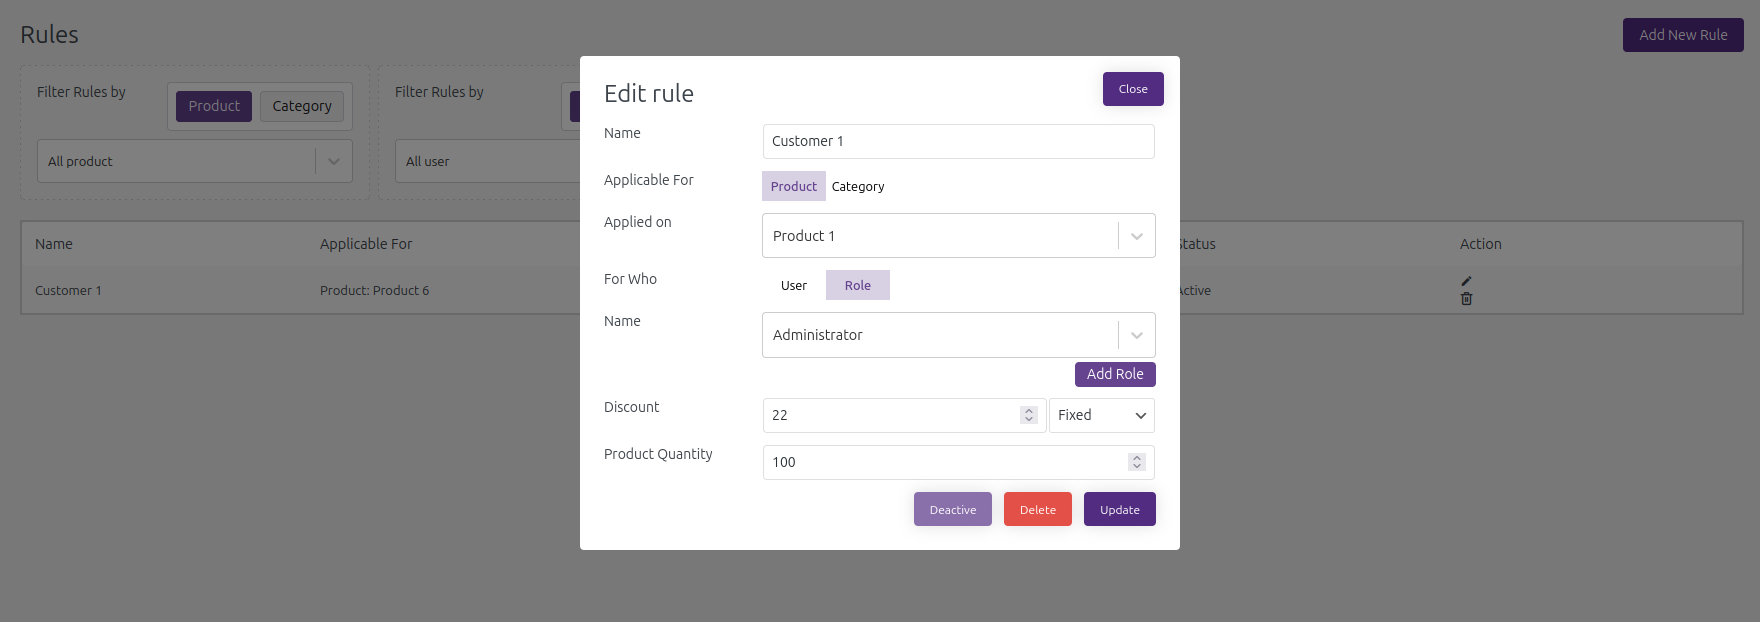 Rules
Add New Rule
Filter Rules by
Product
Category
All product
Filter Rules by
All user
Name
Applicable For
Status
Action
Customer 1
Product: Product 6
Active
Edit rule
Close
Name
Customer 1
Applicable For
Product
Category
Applied on
Product 1
For Who
User
Role
Name
Administrator
Add Role
Discount
22
Fixed
Product Quantity
100
Deactive
Delete
Update